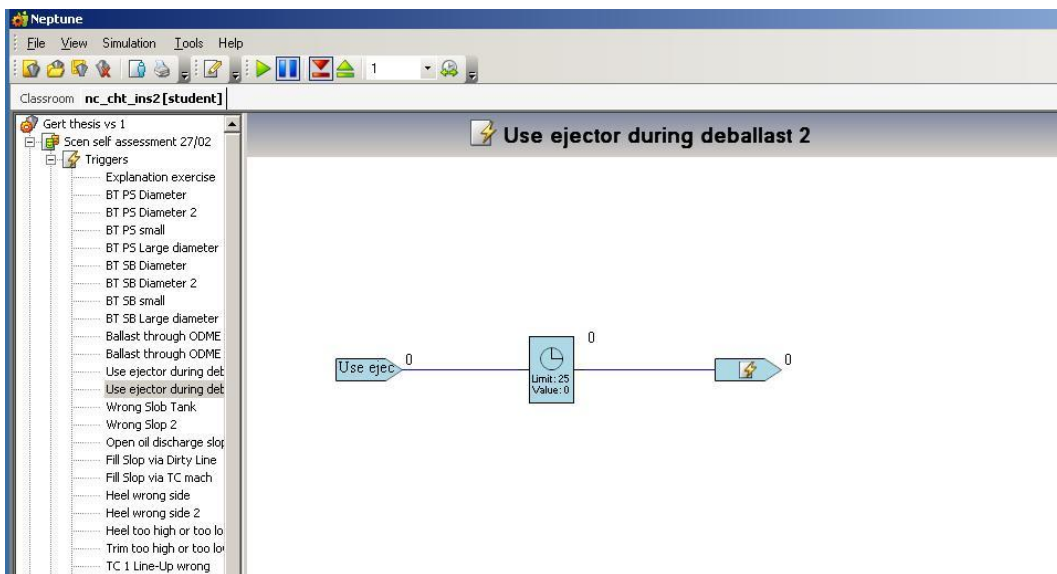 Neptune
File View Simulation Tools Help
1
Classroom nc_cht_ins2 [student]
Gert thesis vs 1
Scen self assessment 27/02
Triggers
Explanation exercise
BT PS Diameter
BT PS Diameter 2
BT PS small
BT PS Large diameter
BT SB Diameter
BT SB Diameter 2
BT SB small
BT SB Large diameter
Ballast through ODME
Ballast through ODME
Use ejector during deb
Use ejector during deb
Wrong Slob Tank
Wrong Slop 2
Open oil discharge slop
Fill Slop via Dirty Line
Fill Slop via TC mach
Heel wrong side
Heel wrong side 2
Heel too high or too lo
Trim too high or too lo
TC 1 Line-Up wrong
Use ejector during deballast 2
Use ejec 0
0
Limit: 25
Value: 0
0